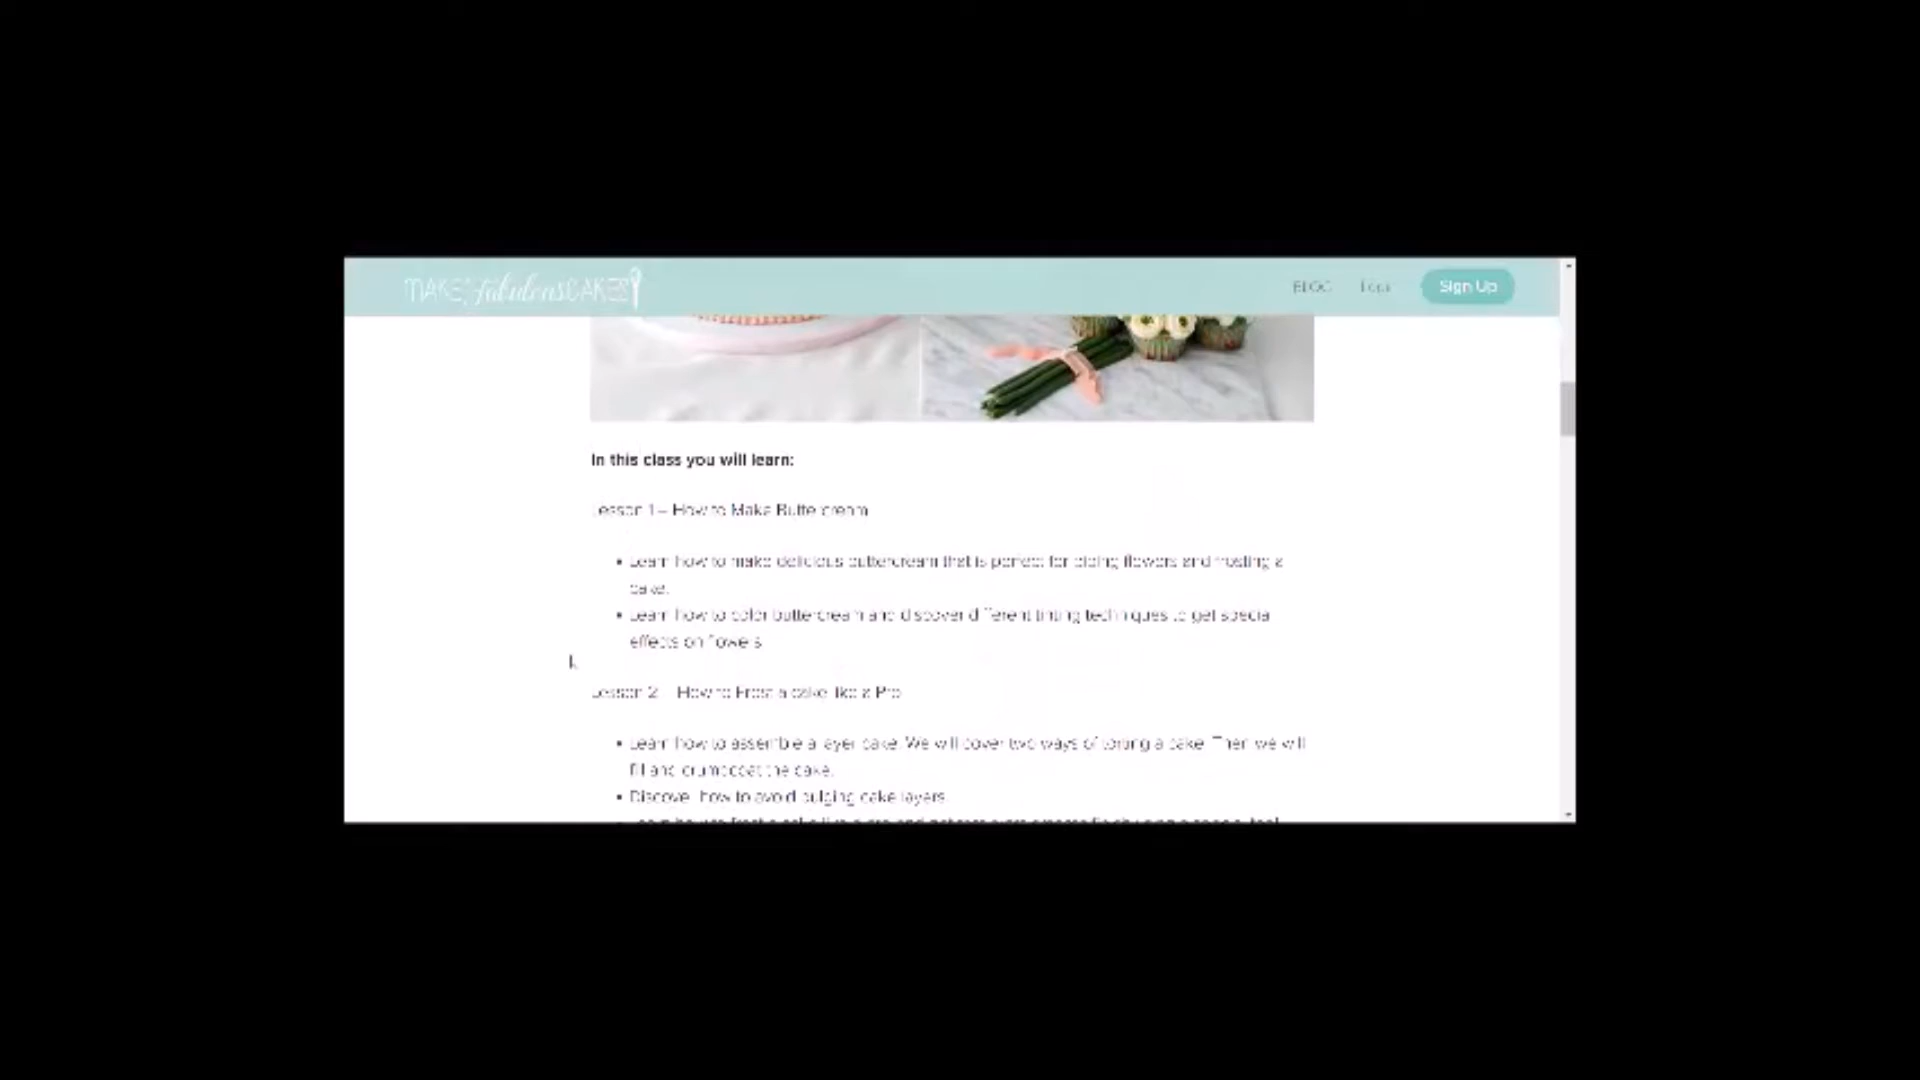 MAKE fabulous CAKES
BLOG Login Sign Up
In this class you will learn:
Lesson 1 – How to Make Buttercream
• Learn how to make delicious buttercream that is perfect for piping flowers and frosting a
cake.
• Learn how to color buttercream and discover different tinting techniques to get special
effects on flowers
Lesson 2 – How to Frost a cake like a Pro
• Learn how to assemble a layer cake. We will cover two ways of torting a cake. Then we will
fill and crumbcoat the cake.
• Discover how to avoid bulging cake layers.